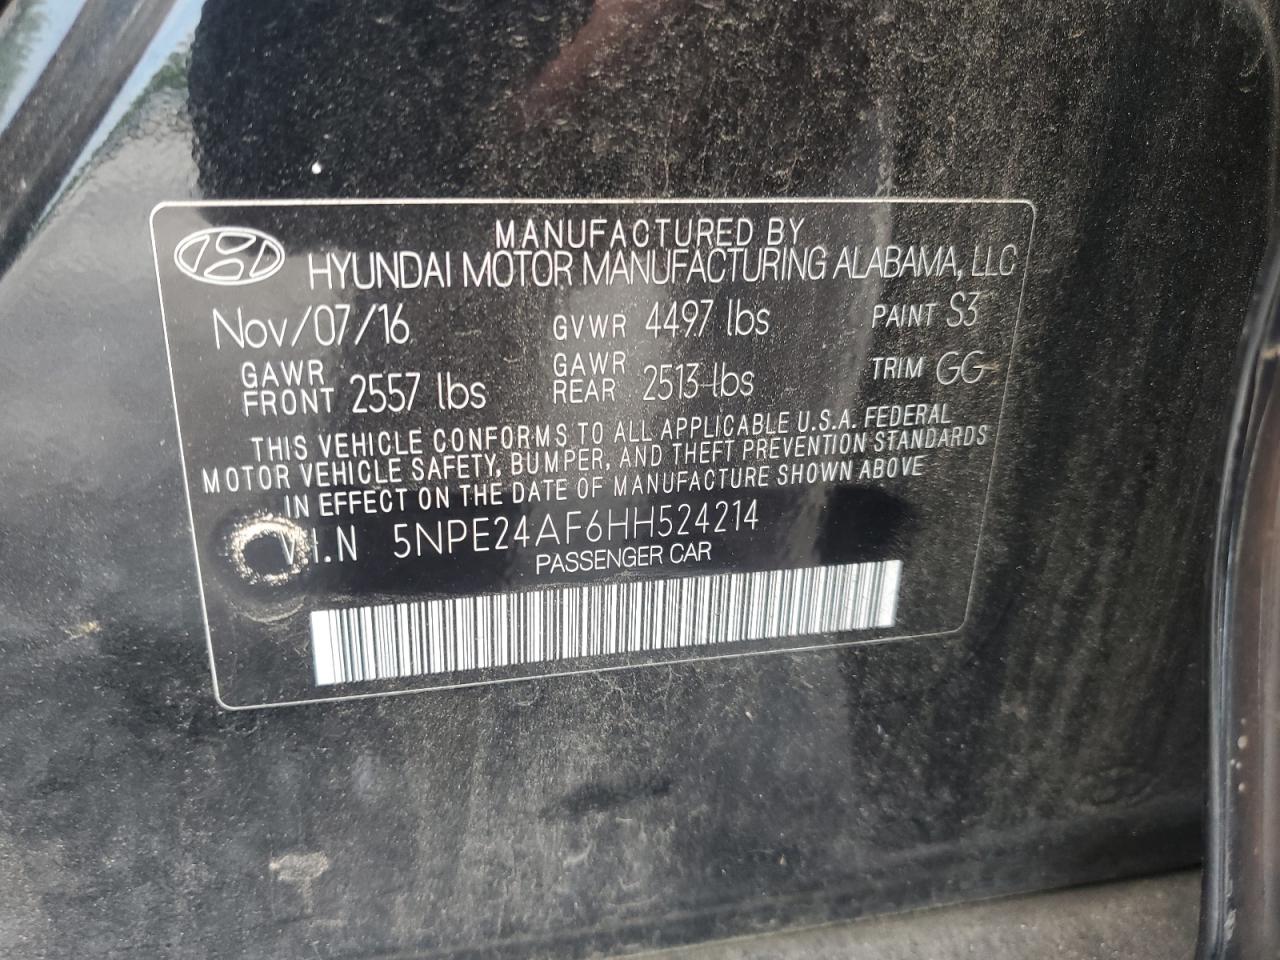 MANUFACTURED BY
HYUNDAI MOTOR MANUFACTURING ALABAMA, LLC
Nov/07/16 GVWR 4497 lbs PAINT S3
GAWR FRONT 2557 lbs GAWR REAR 2513 lbs TRIM GG
THIS VEHICLE CONFORMS TO ALL APPLICABLE U.S.A. FEDERAL
MOTOR VEHICLE SAFETY, BUMPER, AND THEFT PREVENTION STANDARDS
IN EFFECT ON THE DATE OF MANUFACTURE SHOWN ABOVE
V.I.N 5NPE24AF6HH524214
PASSENGER CAR